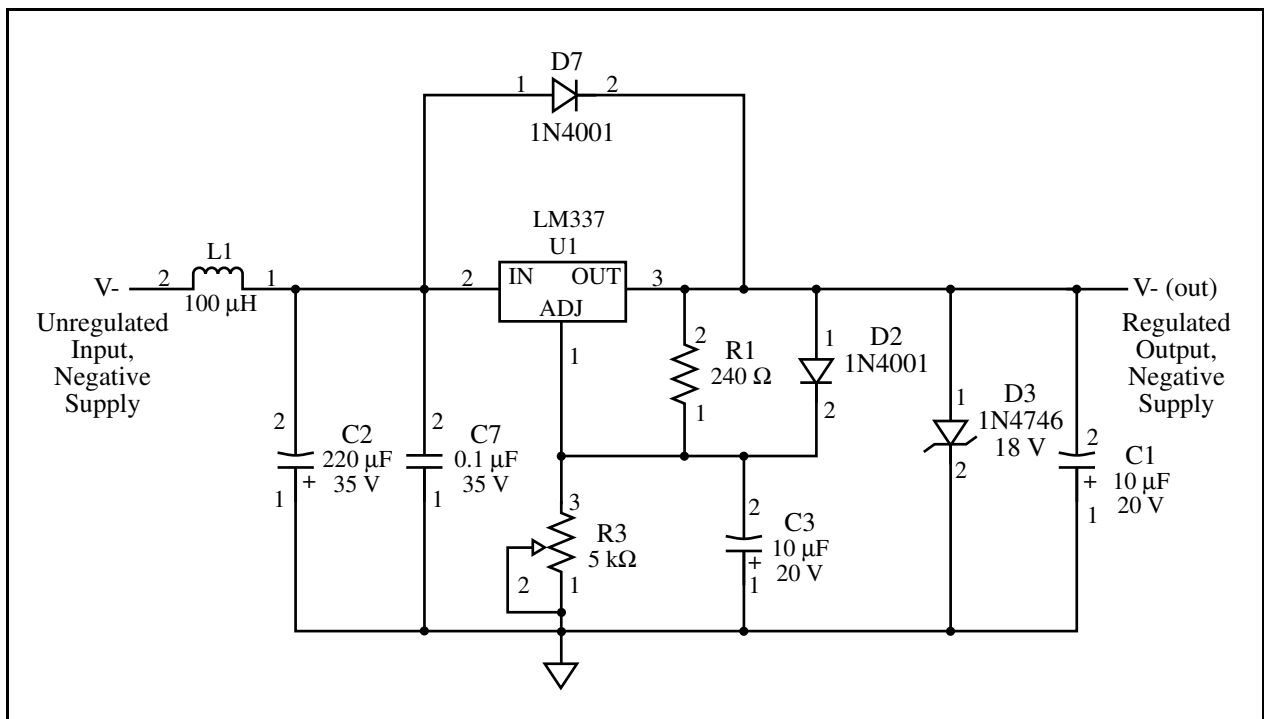 D7
1 2
1N4001
LM337
U1
L1
V- 2 1
100 µH
2 IN OUT 3
ADJ
V- (out)
Unregulated
Input,
Negative
Supply
Regulated
Output,
Negative
Supply
1
2
R1
240 Ω
1
1
D2
1N4001
2
1
D3
1N4746
18 V
2
2
C2
220 µF
35 V
+
1
2
C7
0.1 µF
35 V
1
2
C1
10 µF
20 V
+
1
3
R3
5 kΩ
2 1
2
C3
10 µF
20 V
+
1